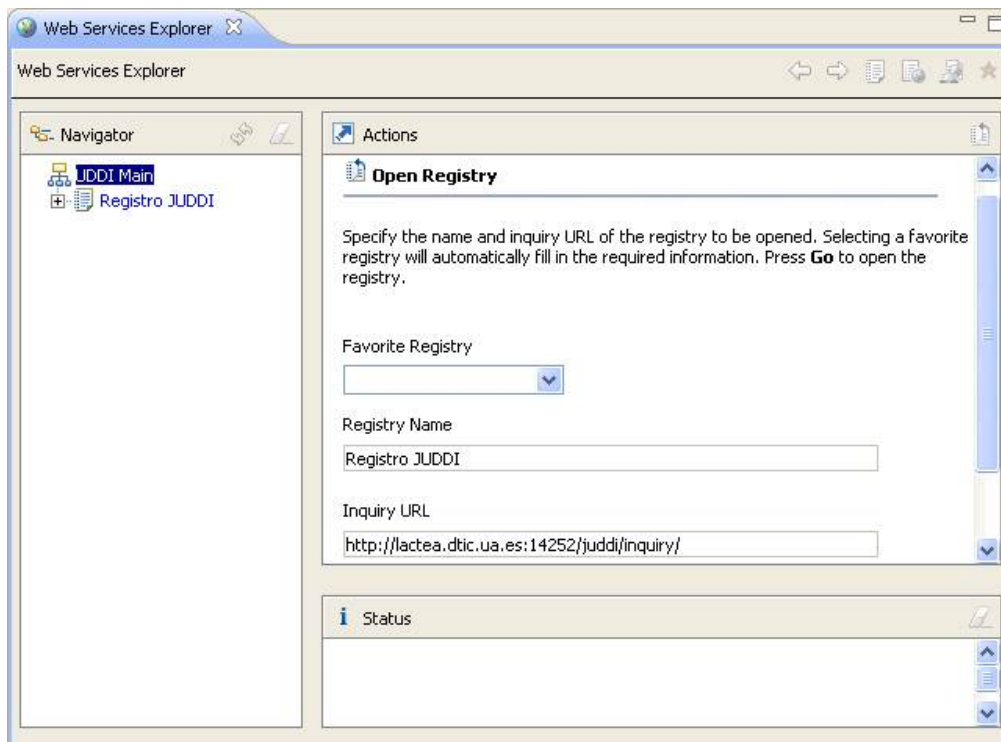 Web Services Explorer
Web Services Explorer
Navigator
UDDI Main
Registro JUDDI
Actions
Open Registry
Specify the name and inquiry URL of the registry to be opened. Selecting a favorite
registry will automatically fill in the required information. Press Go to open the
registry.
Favorite Registry
Registry Name
Registro JUDDI
Inquiry URL
http://lactea.dtic.ua.es:14252/juddi/inquiry/
i Status